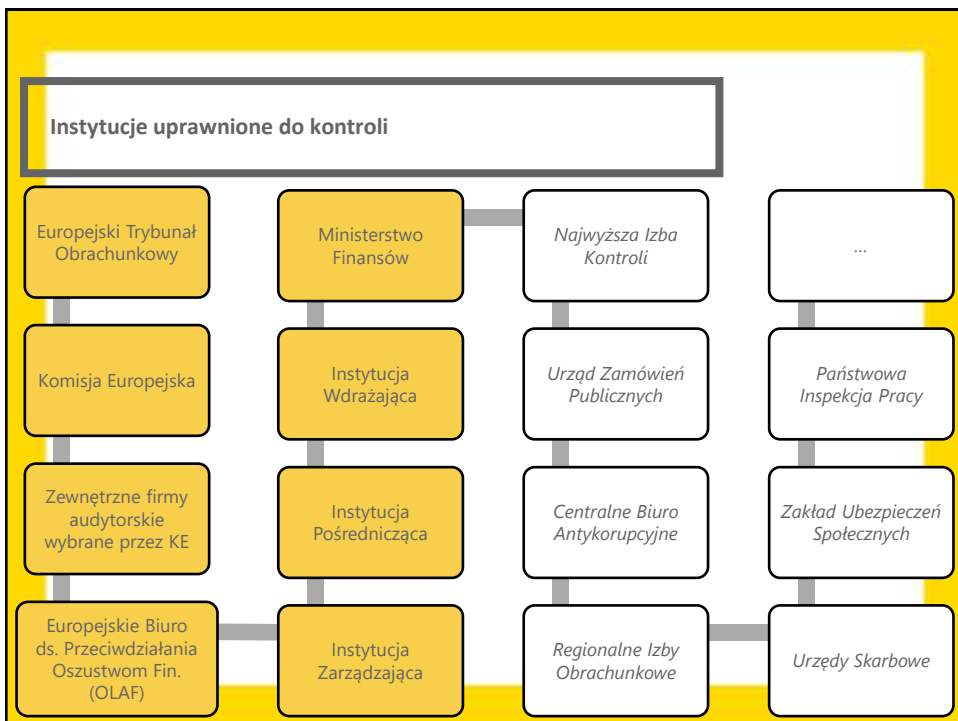 Instytucje uprawnione do kontroli
Europejski Trybunał
Obrachunkowy
Komisja Europejska
Zewnętrzne firmy
audytorskie
wybrane przez KE
Europejskie Biuro
ds. Przeciwdziałania
Oszustwom Fin.
(OLAF)
Instytucja
Zarządzająca
Instytucja
Pośrednicząca
Instytucja
Wdrażająca
Ministerstwo
Finansów
Najwyższa Izba
Kontroli
Urząd Zamówień
Publicznych
Centralne Biuro
Antykorupcyjne
Regionalne Izby
Obrachunkowe
Urzędy Skarbowe
Zakład Ubezpieczeń
Społecznych
Państwowa
Inspekcja Pracy
...